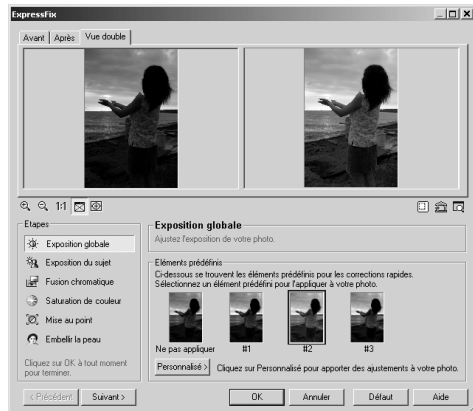 ExpressFix
Avant Après Vue double
1:1
Etapes
Exposition globale
Exposition du sujet
Fusion chromatique
Saturation de couleur
Mise au point
Embellir la peau
Cliquez sur OK à tout moment
pour terminer.
Exposition globale
Ajustez l'exposition de votre photo.
Eléments prédéfinis
Ci-dessous se trouvent les éléments prédéfinis pour les corrections rapides.
Sélectionnez un élément prédéfini pour l'appliquer à votre photo.
Ne pas appliquer #1 #2 #3
Personnalisé > Cliquez sur Personnalisé pour apporter des ajustements à votre photo.
< Précédent Suivant > OK Annuler Défaut Aide